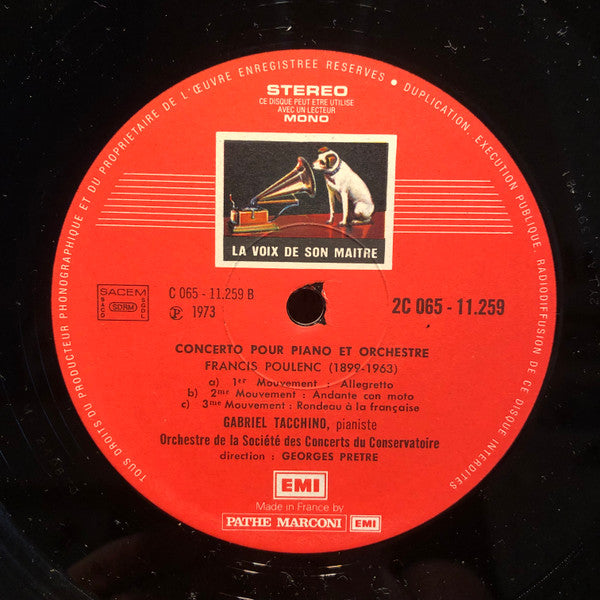 TOUS DROITS DU PRODUCTEUR PHONOGRAPHIQUE ET DU PROPRIETAIRE DE L'ŒUVRE ENREGISTREE RESERVES • DUPLICATION, EXECUTION PUBLIQUE, RADIODIFFUSION DE CE DISQUE INTERDITES
STEREO
CE DISQUE PEUT ETRE UTILISE
AVEC UN LECTEUR
MONO
LA VOIX DE SON MAITRE
SACEM
SACD SDRM SGDL
C 065 - 11.259 B
℗ 1973
2C 065 - 11.259
CONCERTO POUR PIANO ET ORCHESTRE
FRANCIS POULENC (1899-1963)
a) 1er Mouvement : Allegretto
b) 2me Mouvement : Andante con moto
c) 3me Mouvement : Rondeau à la française
GABRIEL TACCHINO, pianiste
Orchestre de la Société des Concerts du Conservatoire
direction : GEORGES PRETRE
EMI
Made in France by
PATHE MARCONI EMI